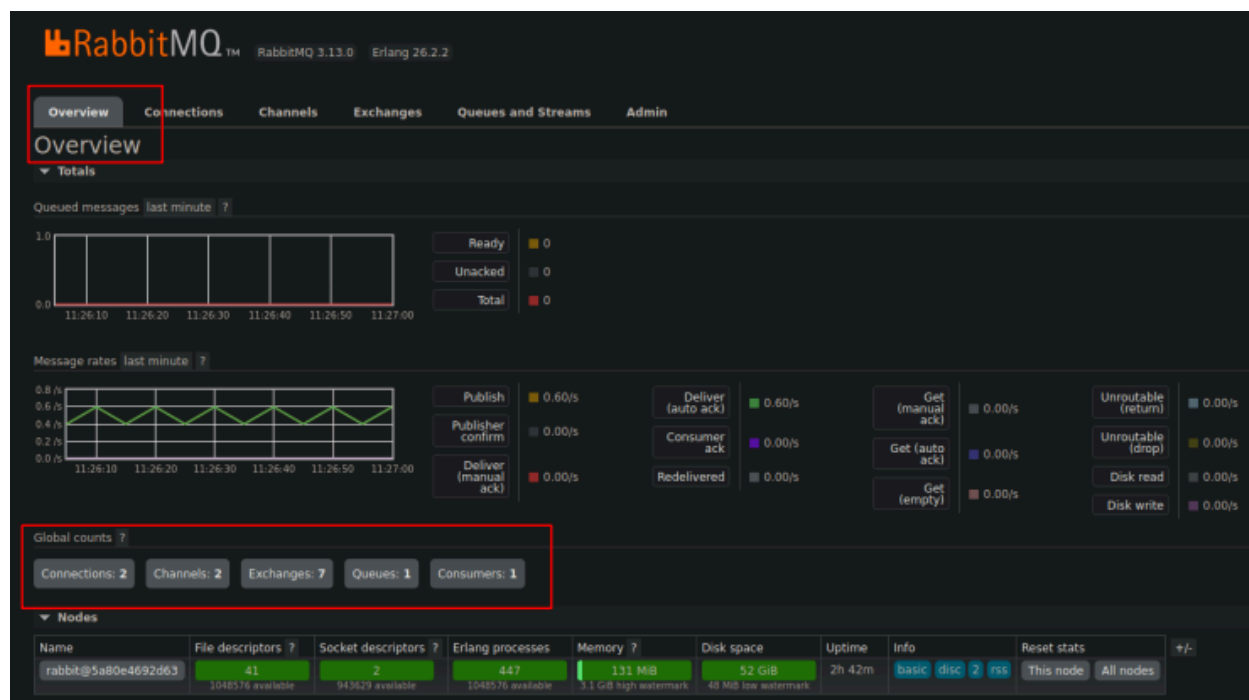 RabbitMQ TM RabbitMQ 3.13.0 Erlang 26.2.2
Overview Connections Channels Exchanges Queues and Streams Admin
Overview
Totals
Queued messages last minute ?
1.0
0.0
11:26:10 11:26:20 11:26:30 11:26:40 11:26:50 11:27:00
Ready 0
Unacked 0
Total 0
Message rates last minute ?
0.8 /s
0.6 /s
0.4 /s
0.2 /s
0.0 /s
11:26:10 11:26:20 11:26:30 11:26:40 11:26:50 11:27:00
Publish 0.60/s
Publisher
confirm 0.00/s
Deliver
(manual
ack) 0.00/s
Deliver
(auto ack) 0.60/s
Consumer
ack 0.00/s
Redelivered 0.00/s
Get
(manual
ack) 0.00/s
Get (auto
ack) 0.00/s
Get
(empty) 0.00/s
Unroutable
(return) 0.00/s
Unroutable
(drop) 0.00/s
Disk read 0.00/s
Disk write 0.00/s
Global counts ?
Connections: 2 Channels: 2 Exchanges: 7 Queues: 1 Consumers: 1
Nodes
Name File descriptors ? Socket descriptors ? Erlang processes Memory ? Disk space Uptime Info Reset stats +/-
rabbit@5a80e4692d63 41 2 447 131 MiB 52 GiB 2h 42m basic disc 2 rss This node All nodes
1048576 available 943629 available 1048576 available 3.1 GiB high watermark 48 MiB low watermark